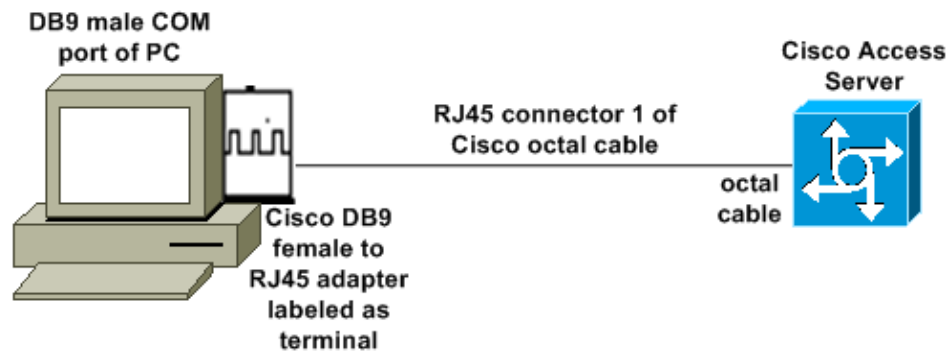 DB9 male COM
port of PC
Cisco Access
Server
RJ45 connector 1 of
Cisco octal cable
octal
cable
Cisco DB9
female to
RJ45 adapter
labeled as
terminal